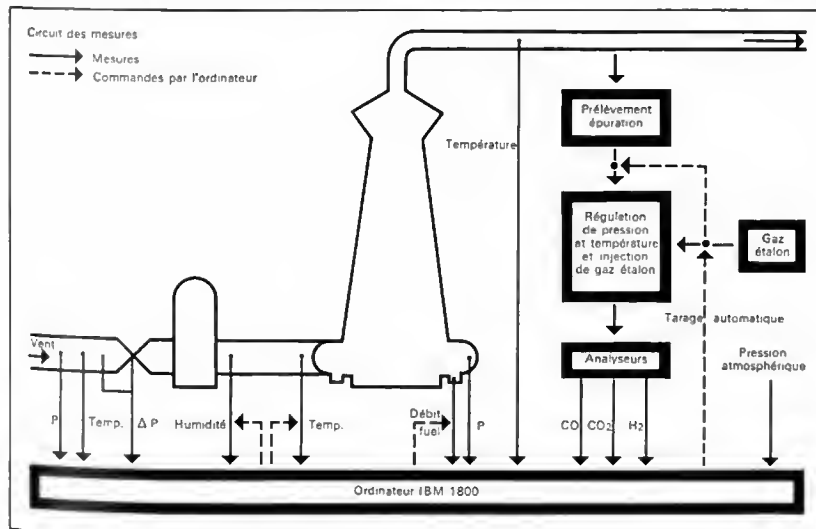 Circuit des mesures
Mesures
Commandes par l'ordinateur
Prélèvement
épuration
Température
Régulation
de pression
et température
et injection
de gaz étalon
Gaz
étalon
Tarage automatique
Vent
Analyseurs
Pression
atmosphérique
P
Temp.
Δ P
Humidité
Temp.
Débit
fuel
P
CO
CO2
H2
Ordinateur IBM 1800